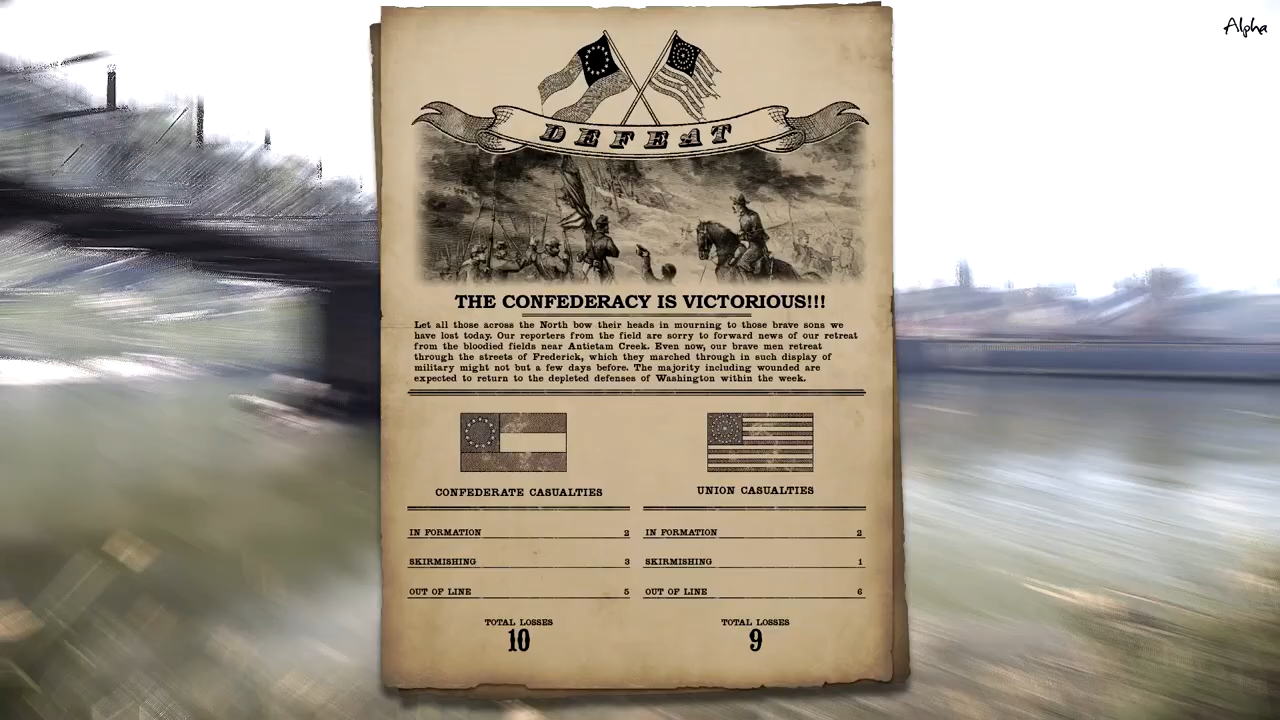 Alpha
DEFEAT
THE CONFEDERACY IS VICTORIOUS!!!
Let all those across the North bow their heads in mourning to those brave sons we
have lost today. Our reporters from the field are sorry to forward news of our retreat
from the bloodied fields near Antietam Creek. Even now, our brave men retreat
through the streets of Frederick, which they marched through in such display of
military might not but a few days before. The majority including wounded are
expected to return to the depleted defenses of Washington within the week.
CONFEDERATE CASUALTIES
IN FORMATION 2
SKIRMISHING 3
OUT OF LINE 5
TOTAL LOSSES
10
UNION CASUALTIES
IN FORMATION 2
SKIRMISHING 1
OUT OF LINE 6
TOTAL LOSSES
9